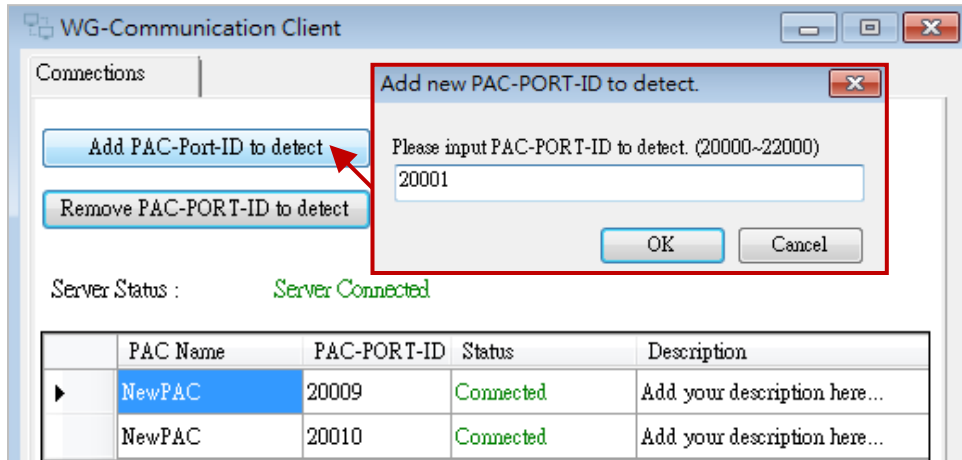 WG-Communication Client
Connections
Add new PAC-PORT-ID to detect.
Add PAC-Port-ID to detect
Please input PAC-PORT-ID to detect. (20000~22000)
20001
Remove PAC-PORT-ID to detect
OK Cancel
Server Status : Server Connected
PAC Name PAC-PORT-ID Status Description
NewPAC 20009 Connected Add your description here...
NewPAC 20010 Connected Add your description here...